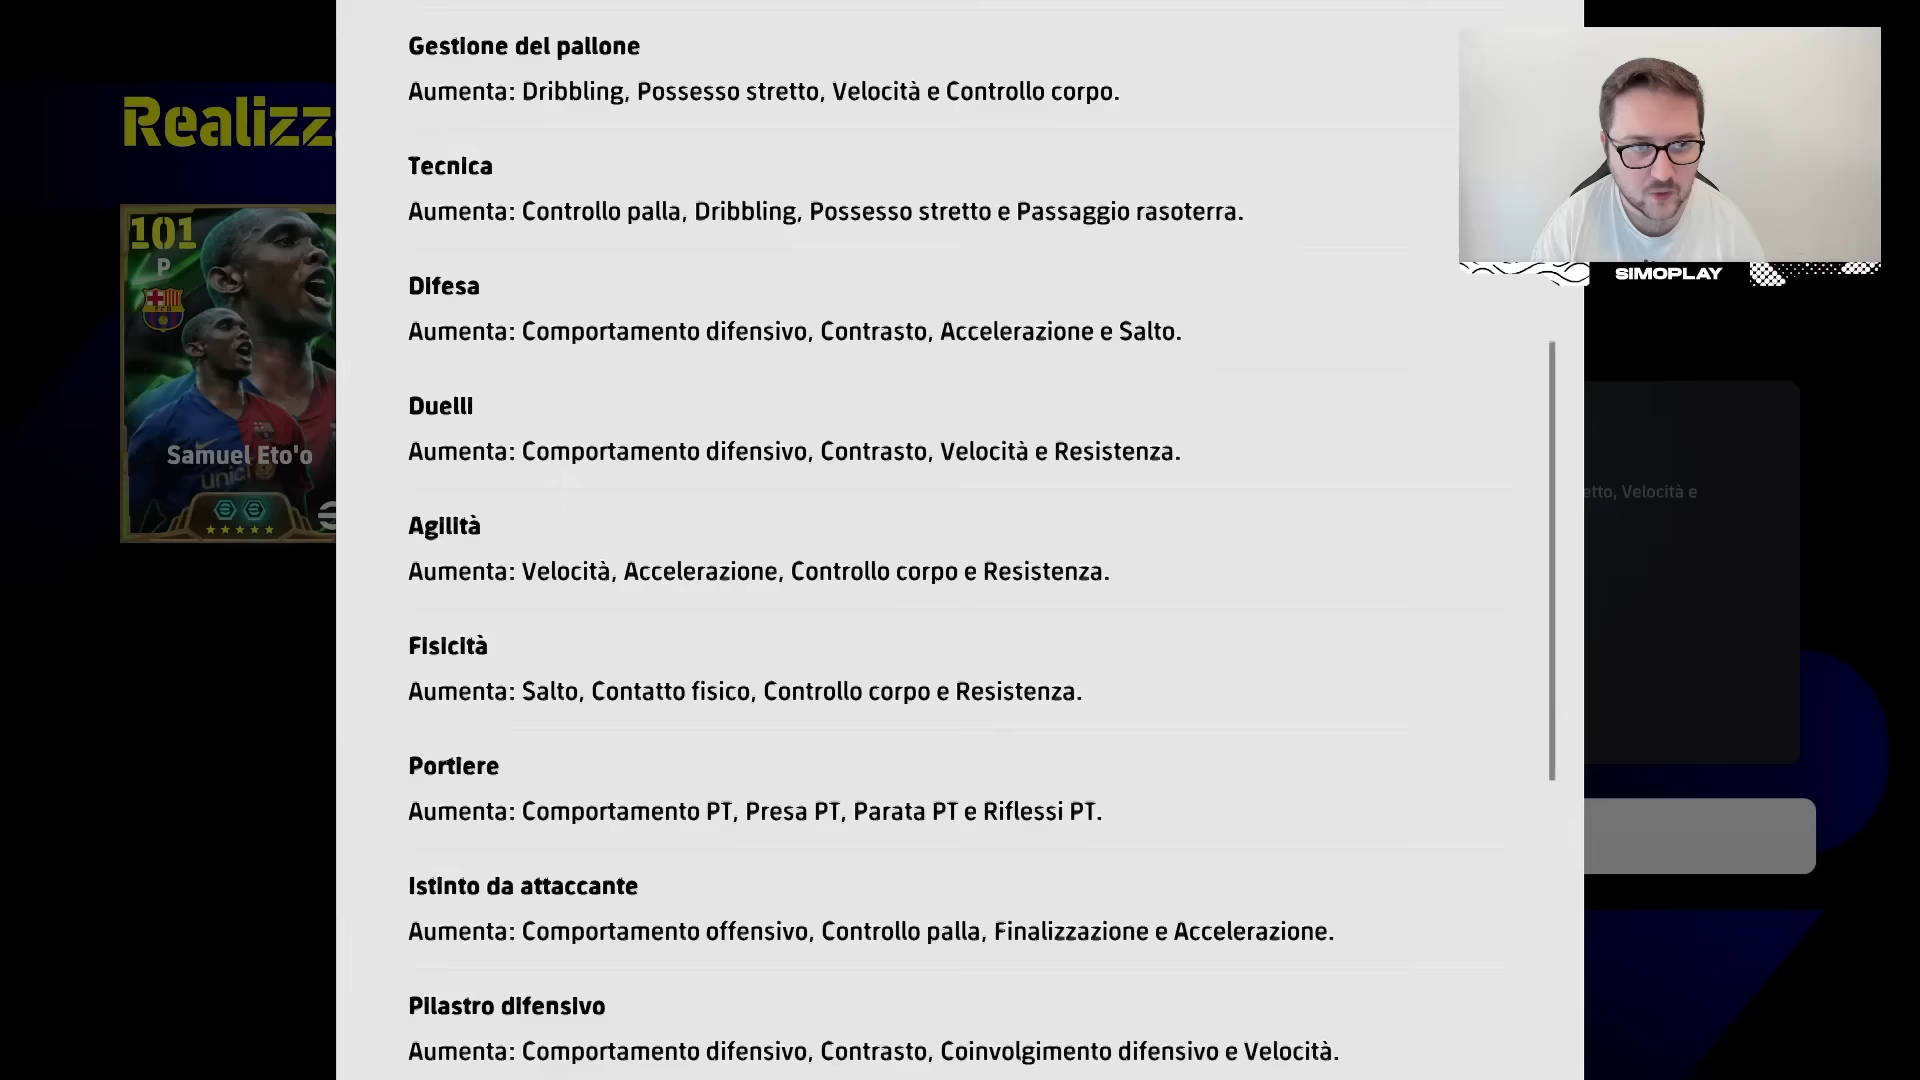 Gestione del pallone
Aumenta: Dribbling, Possesso stretto, Velocità e Controllo corpo.
Realizz
Tecnica
Aumenta: Controllo palla, Dribbling, Possesso stretto e Passaggio rasoterra.
101
P
SIMOPLAY
Difesa
Aumenta: Comportamento difensivo, Contrasto, Accelerazione e Salto.
Duelli
Aumenta: Comportamento difensivo, Contrasto, Velocità e Resistenza.
Samuel Eto'o
etto, Velocità e
Agilità
Aumenta: Velocità, Accelerazione, Controllo corpo e Resistenza.
Fisicità
Aumenta: Salto, Contatto fisico, Controllo corpo e Resistenza.
Portiere
Aumenta: Comportamento PT, Presa PT, Parata PT e Riflessi PT.
Istinto da attaccante
Aumenta: Comportamento offensivo, Controllo palla, Finalizzazione e Accelerazione.
Pilastro difensivo
Aumenta: Comportamento difensivo, Contrasto, Coinvolgimento difensivo e Velocità.